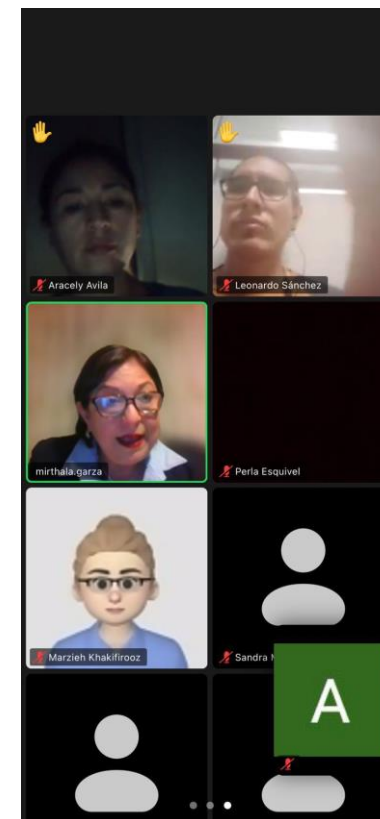 Aracely Avila
Leonardo Sánchez
mirthala.garza
Perla Esquivel
Marzieh Khakifirooz
Sandra
A